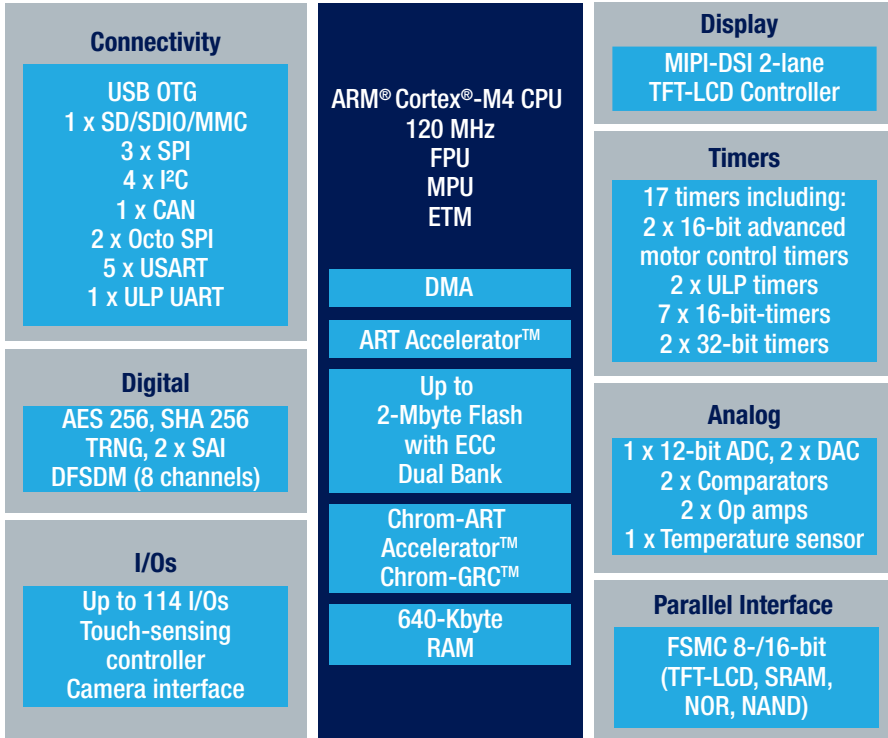 Connectivity
USB OTG
1 x SD/SDIO/MMC
3 x SPI
4 x I²C
1 x CAN
2 x Octo SPI
5 x USART
1 x ULP UART
Digital
AES 256, SHA 256
TRNG, 2 x SAI
DFSDM (8 channels)
I/Os
Up to 114 I/Os
Touch-sensing
controller
Camera interface
ARM® Cortex®-M4 CPU
120 MHz
FPU
MPU
ETM
DMA
ART Accelerator™
Up to
2-Mbyte Flash
with ECC
Dual Bank
Chrom-ART
Accelerator™
Chrom-GRC™
640-Kbyte
RAM
Display
MIPI-DSI 2-lane
TFT-LCD Controller
Timers
17 timers including:
2 x 16-bit advanced
motor control timers
2 x ULP timers
7 x 16-bit-timers
2 x 32-bit timers
Analog
1 x 12-bit ADC, 2 x DAC
2 x Comparators
2 x Op amps
1 x Temperature sensor
Parallel Interface
FSMC 8-/16-bit
(TFT-LCD, SRAM,
NOR, NAND)